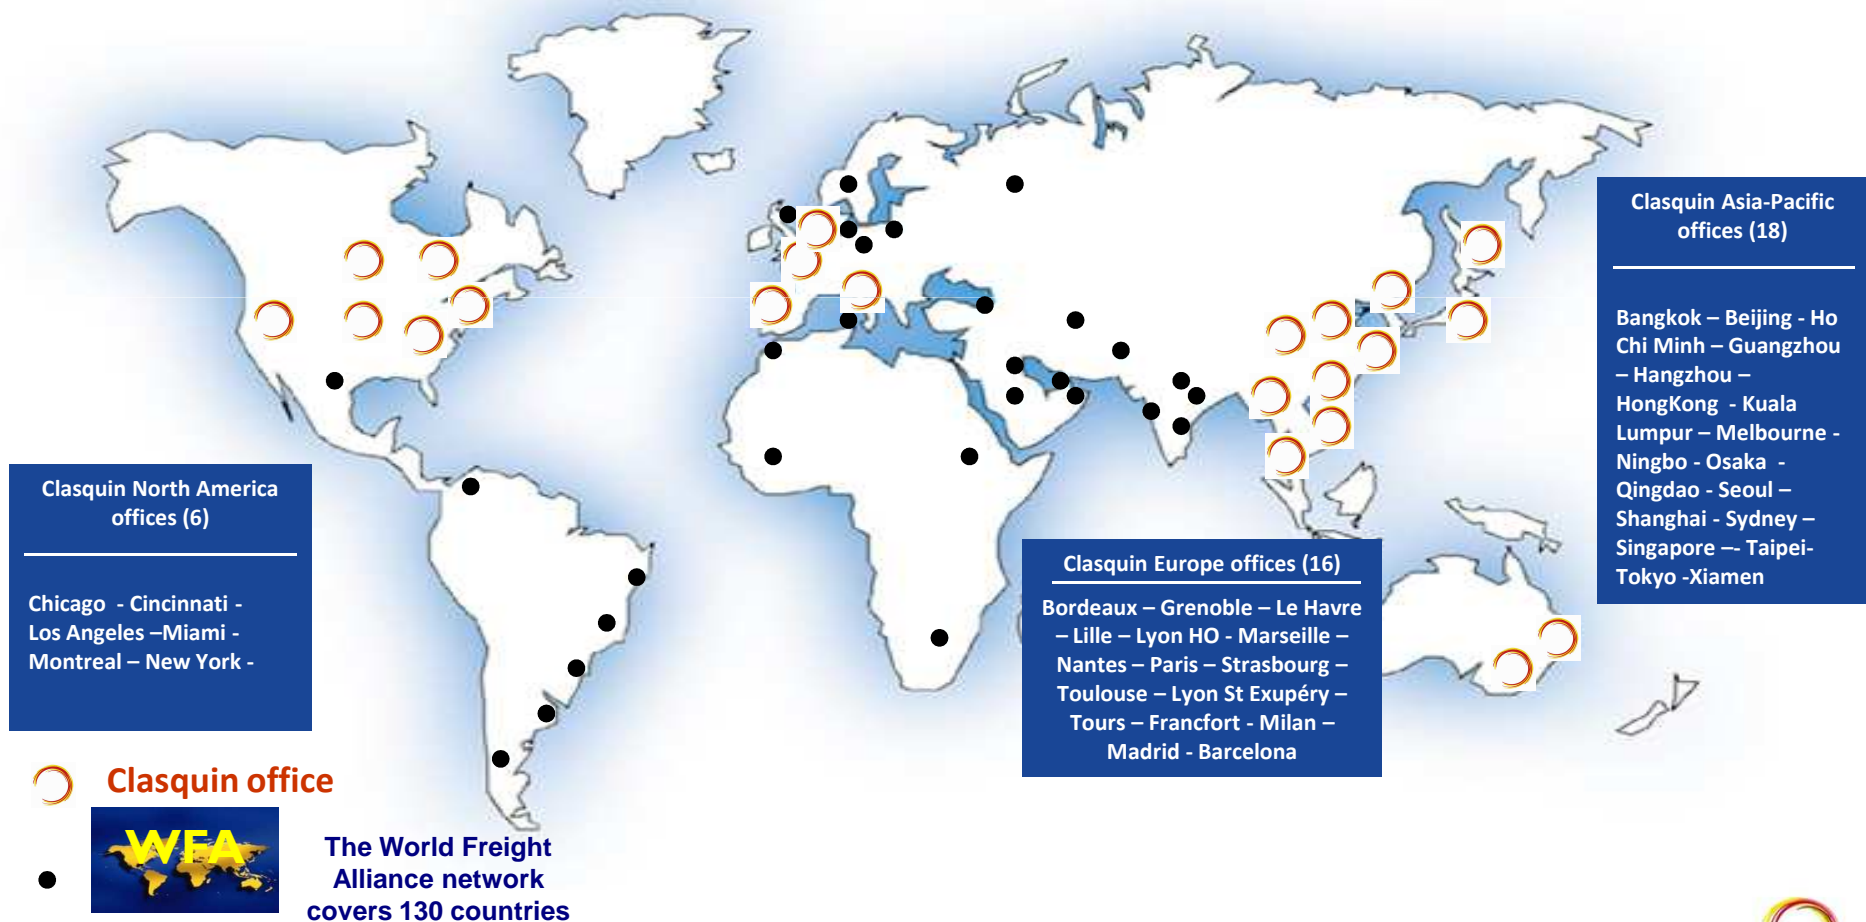 Clasquin Asia-Pacific
offices (18)
Bangkok – Beijing - Ho
Chi Minh – Guangzhou
– Hangzhou –
HongKong - Kuala
Lumpur – Melbourne -
Ningbo - Osaka -
Qingdao - Seoul –
Shanghai - Sydney –
Singapore –- Taipei-
Tokyo -Xiamen
Clasquin North America
offices (6)
Chicago - Cincinnati -
Los Angeles –Miami -
Montreal – New York -
Clasquin Europe offices (16)
Bordeaux – Grenoble – Le Havre
– Lille – Lyon HO - Marseille –
Nantes – Paris – Strasbourg –
Toulouse – Lyon St Exupéry –
Tours – Francfort - Milan –
Madrid - Barcelona
Clasquin office
WFA
The World Freight
Alliance network
covers 130 countries